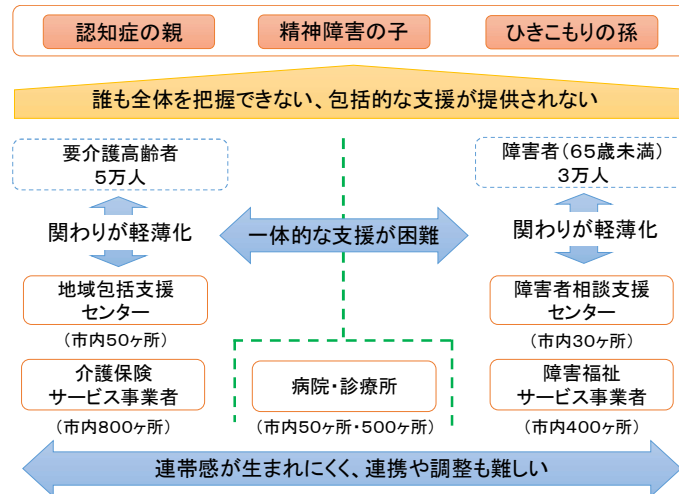 認知症の親 精神障害の子 ひきこもりの孫
誰も全体を把握できない、包括的な支援が提供されない
要介護高齢者
5万人
障害者(65歳未満)
3万人
関わりが軽薄化
一体的な支援が困難
関わりが軽薄化
地域包括支援
センター
(市内50ヶ所)
障害者相談支援
センター
(市内30ヶ所)
介護保険
サービス事業者
(市内800ヶ所)
病院・診療所
(市内50ヶ所・500ヶ所)
障害福祉
サービス事業者
(市内400ヶ所)
連帯感が生まれにくく、連携や調整も難しい